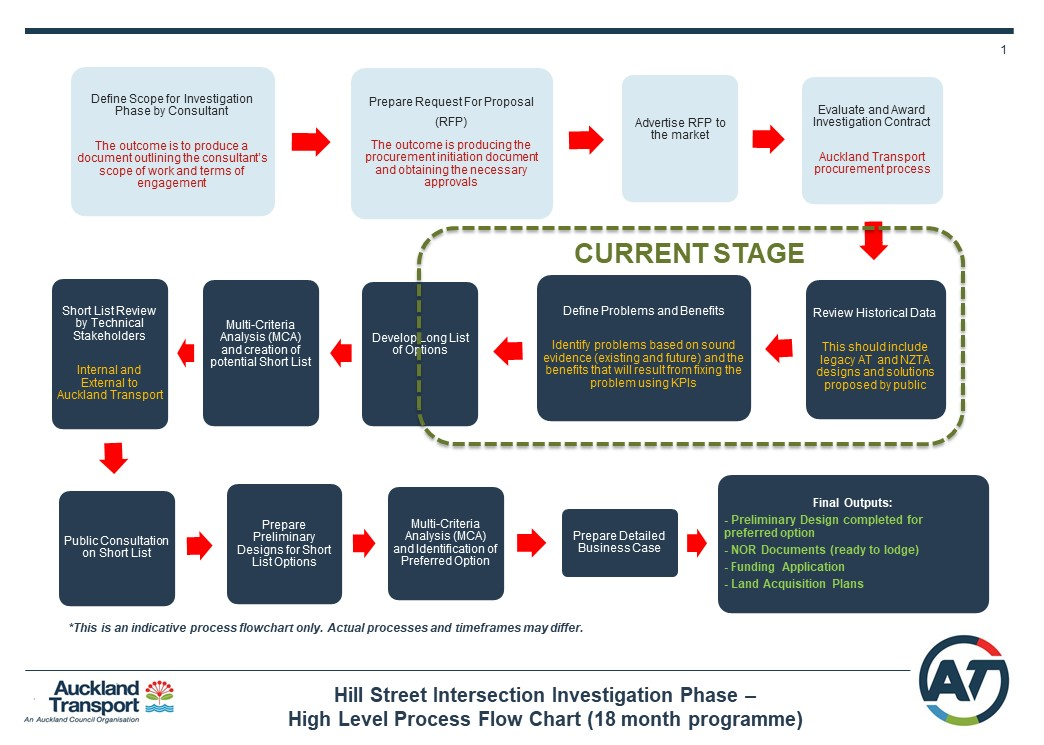 1
Define Scope for Investigation
Phase by Consultant
The outcome is to produce a
document outlining the consultant's
scope of work and terms of
engagement
Prepare Request For Proposal
(RFP)
The outcome is producing the
procurement initiation document
and obtaining the necessary
approvals
Advertise RFP to
the market
Evaluate and Award
Investigation Contract
Auckland Transport
procurement process
CURRENT STAGE
Review Historical Data
This should include
legacy AT and NZTA
designs and solutions
proposed by public
Define Problems and Benefits
Identify problems based on sound
evidence (existing and future) and the
benefits that will result from fixing the
problem using KPIs
Develop Long List
of Options
Multi-Criteria
Analysis (MCA)
and creation of
potential Short List
Short List Review
by Technical
Stakeholders
Internal and
External to
Auckland Transport
Public Consultation
on Short List
Prepare
Preliminary
Designs for Short
List Options
Multi-Criteria
Analysis (MCA)
and Identification of
Preferred Option
Prepare Detailed
Business Case
Final Outputs:
- Preliminary Design completed for
preferred option
- NOR Documents (ready to lodge)
- Funding Application
- Land Acquisition Plans
*This is an indicative process flowchart only. Actual processes and timeframes may differ.
Auckland
Transport
An Auckland Council Organisation
Hill Street Intersection Investigation Phase –
High Level Process Flow Chart (18 month programme)
AT